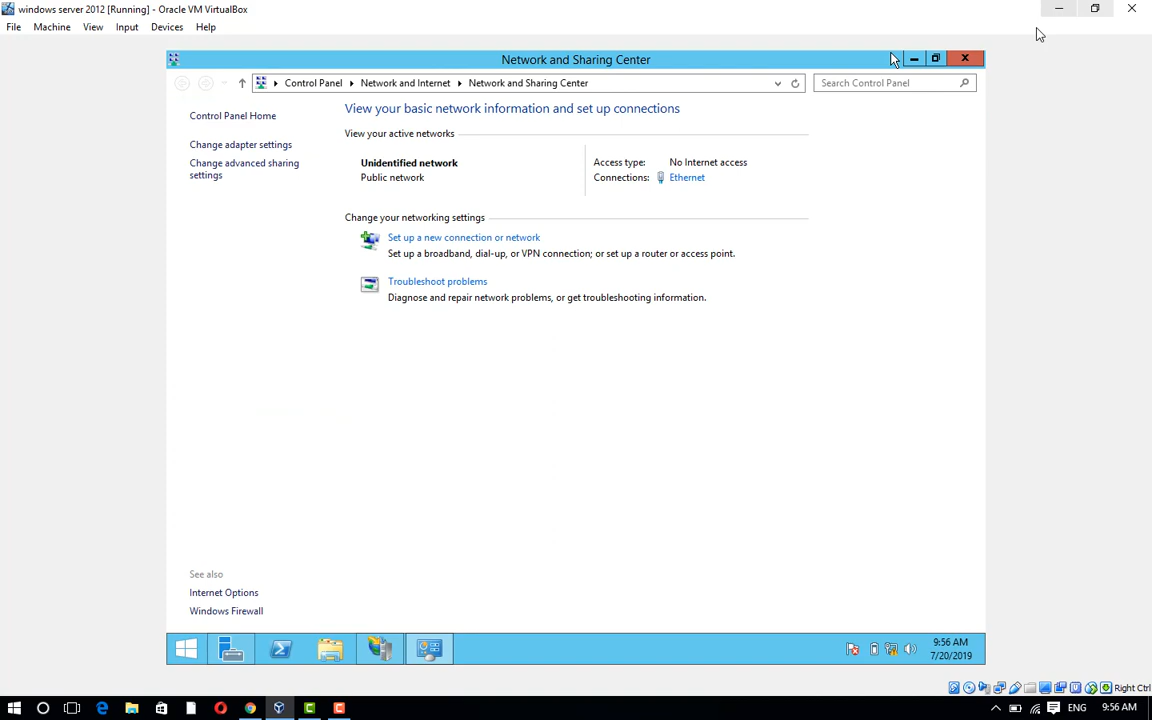 windows server 2012 [Running] - Oracle VM VirtualBox
File Machine View Input Devices Help
Network and Sharing Center
Control Panel Network and Internet Network and Sharing Center Search Control Panel
Control Panel Home
Change adapter settings
Change advanced sharing
settings
View your basic network information and set up connections
View your active networks
Unidentified network
Public network
Access type: No Internet access
Connections: Ethernet
Change your networking settings
Set up a new connection or network
Set up a broadband, dial-up, or VPN connection; or set up a router or access point.
Troubleshoot problems
Diagnose and repair network problems, or get troubleshooting information.
See also
Internet Options
Windows Firewall
9:56 AM
7/20/2019
Right Ctrl
ENG 9:56 AM